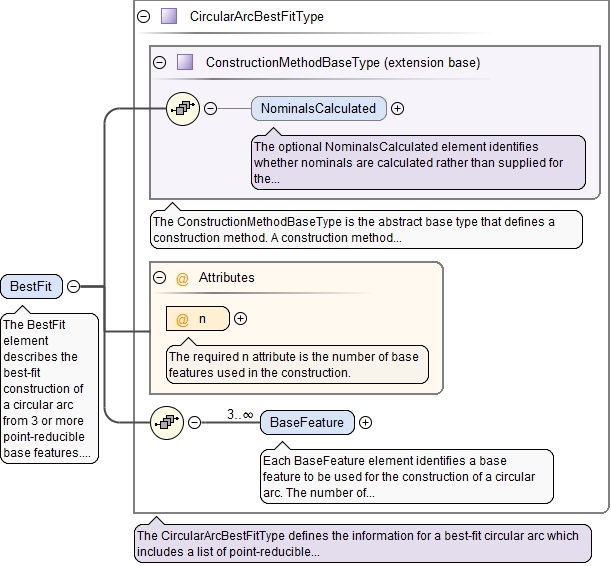 CircularArcBestFitType
ConstructionMethodBaseType (extension base)
NominalsCalculated
The optional NominalsCalculated element identifies
whether nominals are calculated rather than supplied for
the...
The ConstructionMethodBaseType is the abstract base type that defines a
construction method. A construction method...
BestFit
The BestFit
element
describes the
best-fit
construction of
a circular arc
from 3 or more
point-reducible
base features....
@ Attributes
@ n
The required n attribute is the number of base
features used in the construction.
3..∞
BaseFeature
Each BaseFeature element identifies a base
feature to be used for the construction of a circular
arc. The number of...
The CircularArcBestFitType defines the information for a best-fit circular arc which
includes a list of point-reducible...